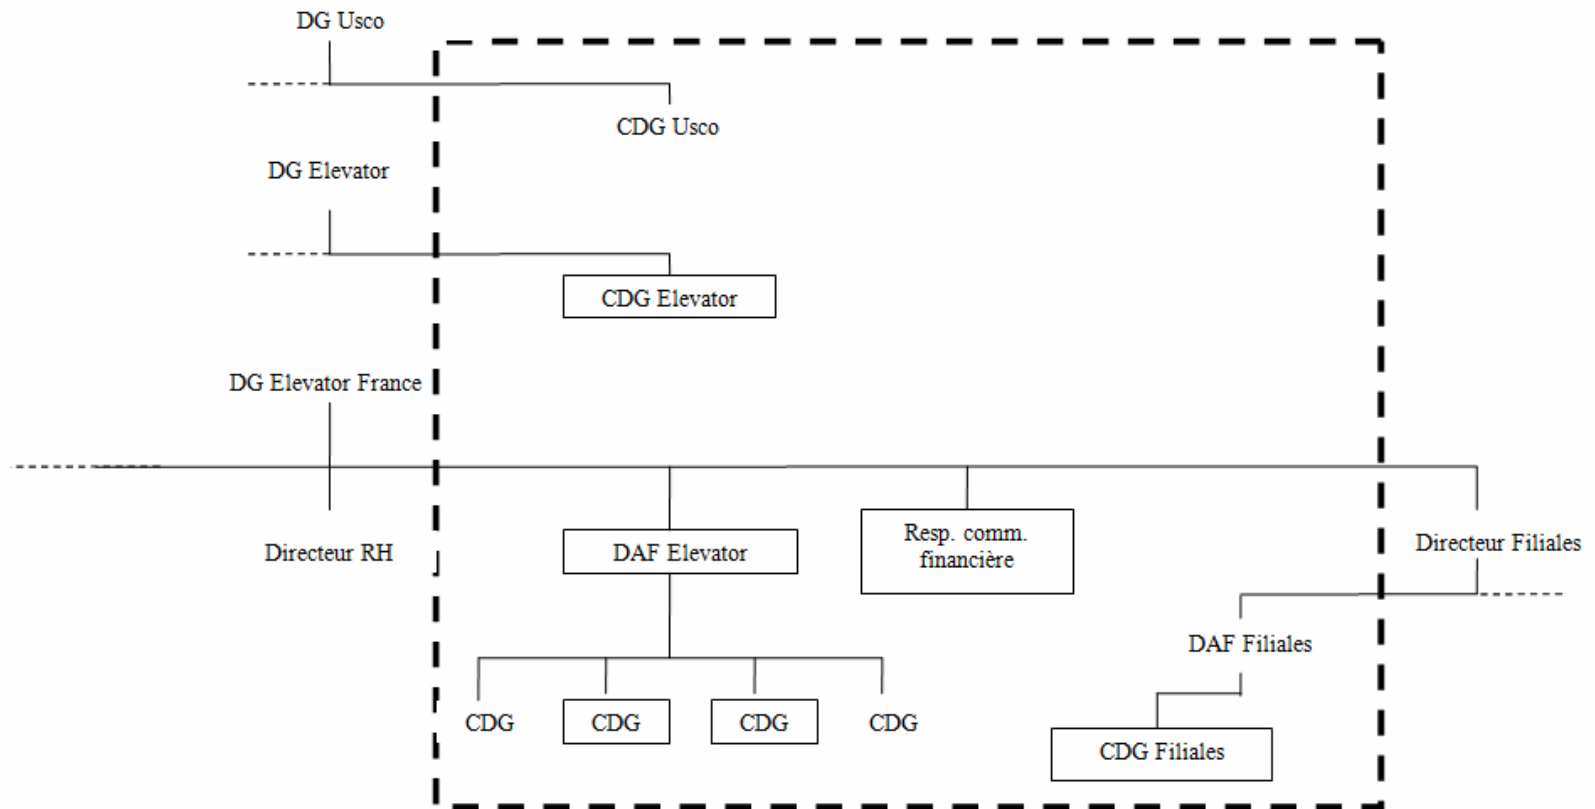 DG Usco
CDG Usco
DG Elevator
CDG Elevator
DG Elevator France
Directeur RH
DAF Elevator
Resp. comm.
financière
Directeur Filiales
DAF Filiales
CDG
CDG
CDG
CDG
CDG Filiales